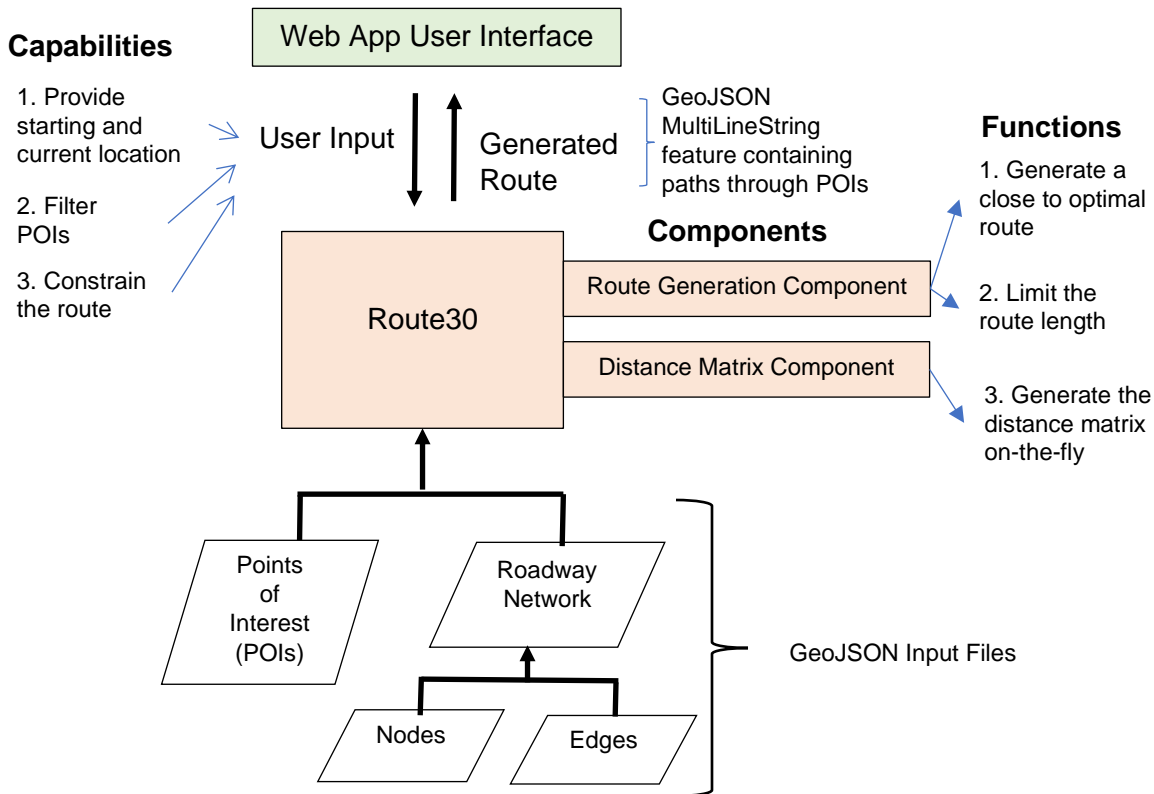 Web App User Interface
Capabilities
1. Provide
starting and
current location
2. Filter
POIs
3. Constrain
the route
User Input
Generated
Route
GeoJSON
MultiLineString
feature containing
paths through POIs
Functions
1. Generate a
close to optimal
route
2. Limit the
route length
3. Generate the
distance matrix
on-the-fly
Components
Route Generation Component
Distance Matrix Component
Route30
Points
of
Interest
(POIs)
Roadway
Network
Nodes
Edges
GeoJSON Input Files